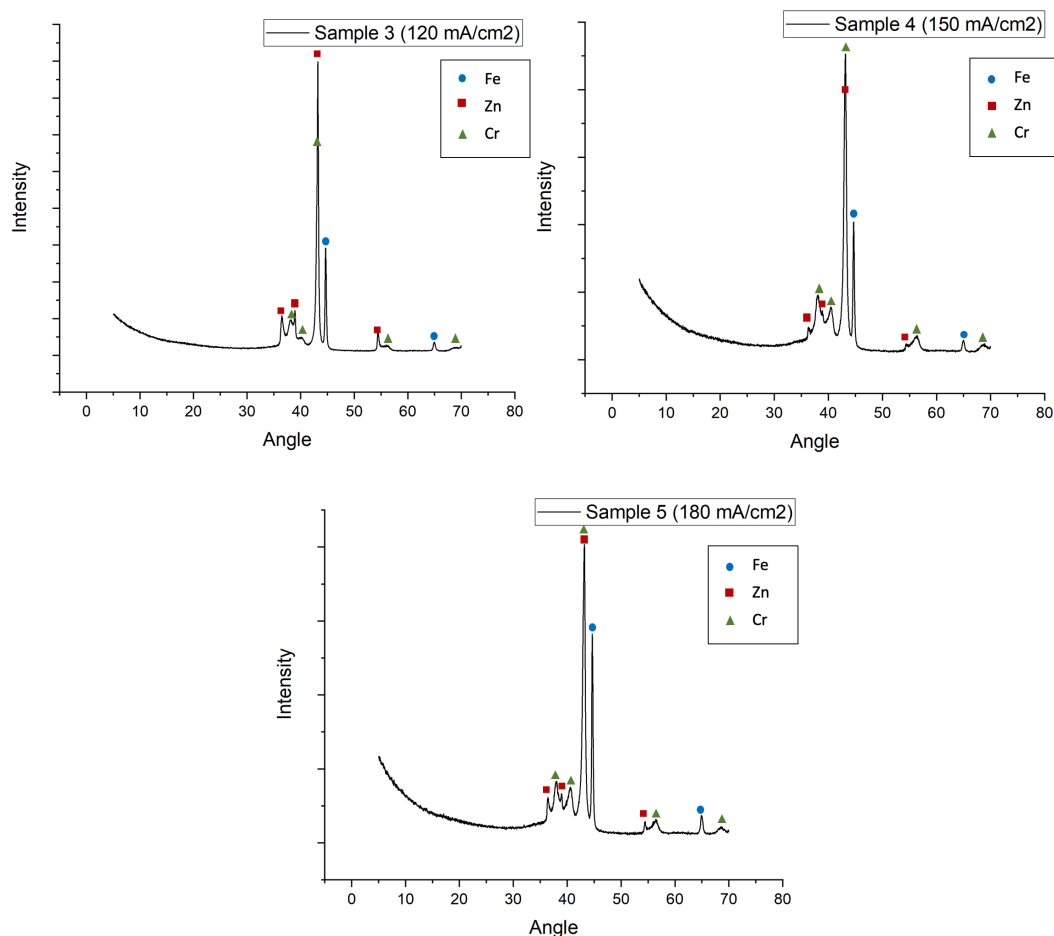 Sample 3 (120 mA/cm2)
Fe
Zn
Cr
Intensity
0 10 20 30 40 50 60 70 80
Angle
Sample 4 (150 mA/cm2)
Fe
Zn
Cr
Intensity
0 10 20 30 40 50 60 70 80
Angle
Sample 5 (180 mA/cm2)
Fe
Zn
Cr
Intensity
0 10 20 30 40 50 60 70 80
Angle